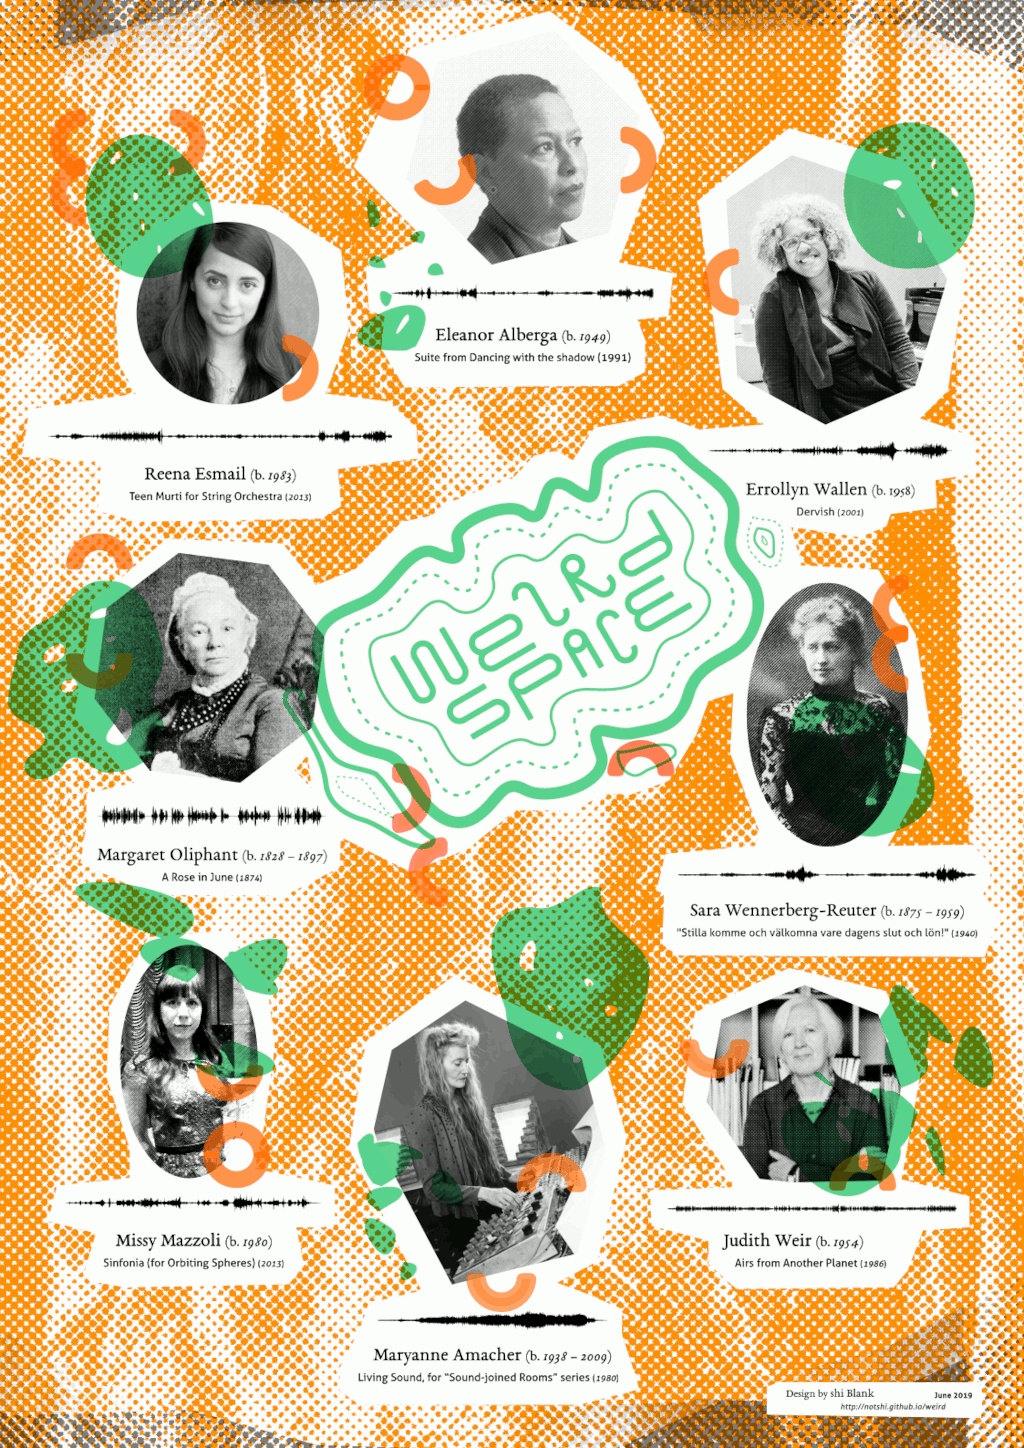 Eleanor Alberga (b. 1949)
Suite from Dancing with the shadow (1991)
Reena Esmail (b. 1983)
Teen Murti for String Orchestra (2013)
Errollyn Wallen (b. 1958)
Dervish (2001)
WEIRD
SPACE
Margaret Oliphant (b. 1828 – 1897)
A Rose in June (1874)
Sara Wennerberg-Reuter (b. 1875 – 1959)
"Stilla komme och välkomna vare dagens slut och lön!" (1940)
Missy Mazzoli (b. 1980)
Sinfonia (for Orbiting Spheres) (2013)
Judith Weir (b. 1954)
Airs from Another Planet (1986)
Maryanne Amacher (b. 1938 – 2009)
Living Sound, for “Sound-joined Rooms” series (1980)
Design by shi Blank June 2019
http://notshi.github.io/weird